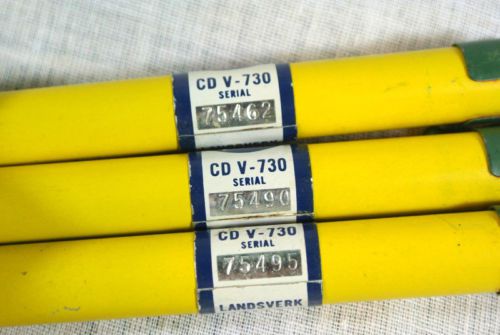 CD V-730
SERIAL
75462
CD V-730
SERIAL
75490
CD V-730
SERIAL
75495
LANDSVERK